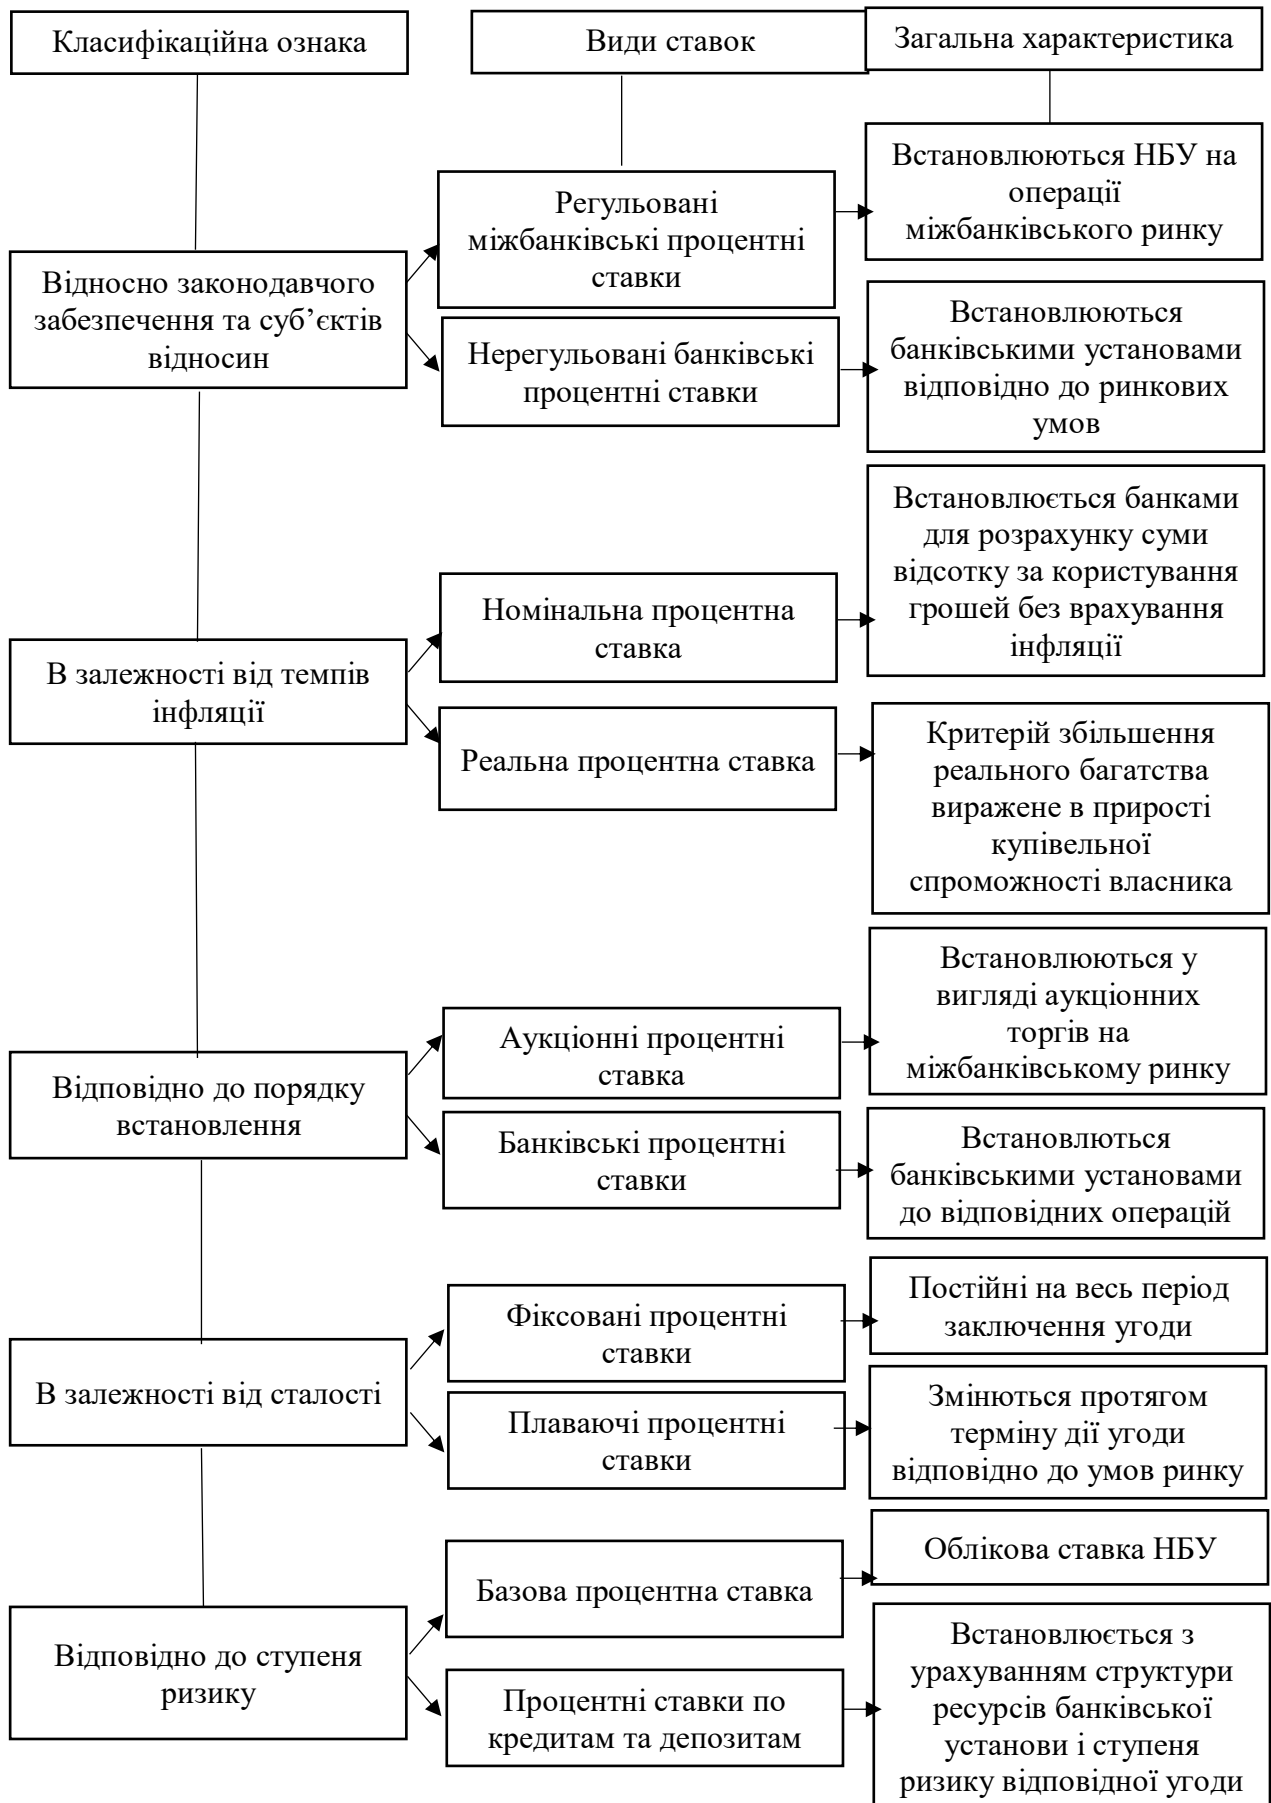 Класифікаційна ознака
Види ставок
Загальна характеристика
Відносно законодавчого
забезпечення та суб’єктів
відносин
Регульовані
міжбанківські процентні
ставки
Встановлюються НБУ на
операції
міжбанківського ринку
Нерегульовані банківські
процентні ставки
Встановлюються
банківськими установами
відповідно до ринкових
умов
В залежності від темпів
інфляції
Номінальна процентна
ставка
Встановлюється банками
для розрахунку суми
відсотку за користування
грошей без врахування
інфляції
Реальна процентна ставка
Критерій збільшення
реального багатства
виражене в прирості
купівельної
спроможності власника
Відповідно до порядку
встановлення
Аукціонні процентні
ставка
Встановлюються у
вигляді аукціонних
торгів на
міжбанківському ринку
Банківські процентні
ставки
Встановлються
банківськими установами
до відповідних операцій
В залежності від сталості
Фіксовані процентні
ставки
Постійні на весь період
заключення угоди
Плаваючі процентні
ставки
Змінються протягом
терміну дії угоди
відповідно до умов ринку
Відповідно до ступеня
ризику
Базова процентна ставка
Облікова ставка НБУ
Процентні ставки по
кредитам та депозитам
Встановлюється з
урахуванням структури
ресурсів банківської
установи і ступеня
ризику відповідної угоди